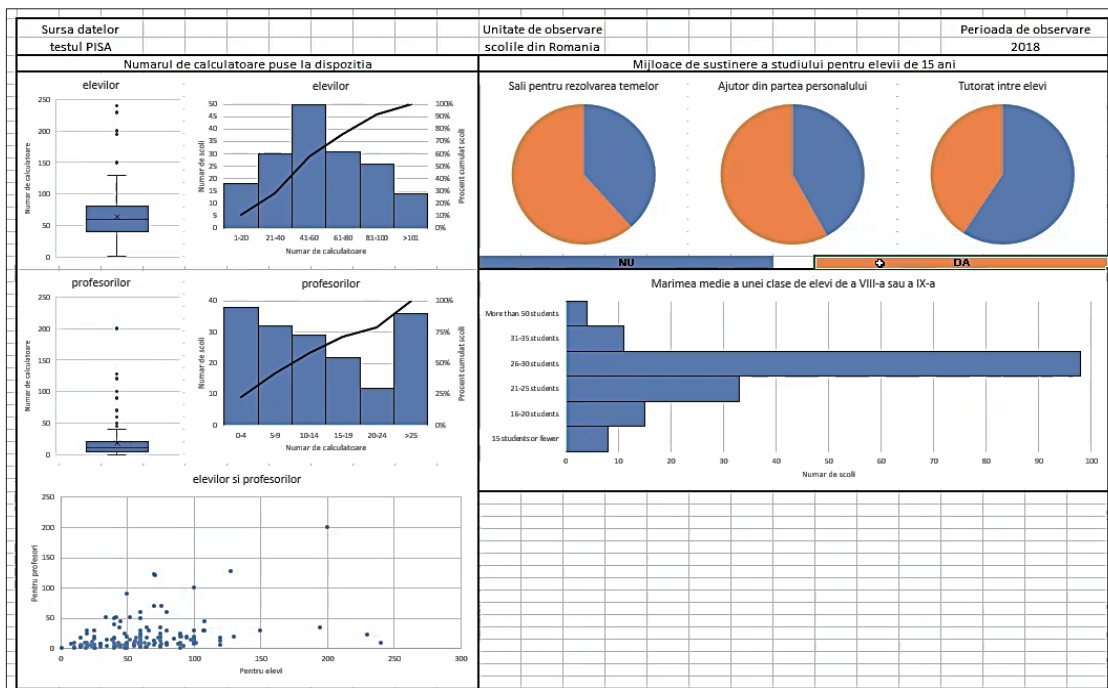 Sursa datelor
testul PISA
Unitate de observare
scolile din Romania
Perioada de observare
2018
Numarul de calculatoare puse la dispozitia
elevilor
Numar de calculatoare
250
200
150
100
50
0
elevilor
Numar de scoli
50
45
40
35
30
25
20
15
10
5
0
100%
90%
80%
70%
60%
50%
40%
30%
20%
10%
0%
Procent cumulat scoli
1-20 21-40 41-60 61-80 81-100 >101
Numar de calculatoare
profesorilor
Numar de calculatoare
250
200
150
100
50
0
profesorilor
Numar de scoli
40
30
20
10
0
100%
75%
50%
25%
0%
Procent cumulat scoli
0-4 5-9 10-14 15-19 20-24 >25
Numar de calculatoare
elevilor si profesorilor
Pentru profesori
250
200
150
100
50
0
0 50 100 150 200 250 300
Pentru elevi
Mijloace de sustinere a studiului pentru elevii de 15 ani
Sali pentru rezolvarea temelor
Ajutor din partea personalului
Tutorat intre elevi
NU
DA
Marimea medie a unei clase de elevi de a VIII-a sau a IX-a
More than 50 students
31-35 students
26-30 students
21-25 students
16-20 students
15 students or fewer
0 10 20 30 40 50 60 70 80 90 100
Numar de scoli